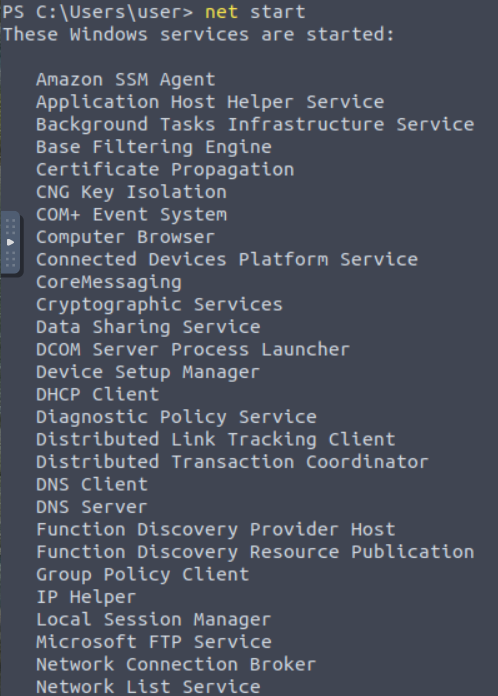 PS C:\Users\user> net start
These Windows services are started:
Amazon SSM Agent
Application Host Helper Service
Background Tasks Infrastructure Service
Base Filtering Engine
Certificate Propagation
CNG Key Isolation
COM+ Event System
Computer Browser
Connected Devices Platform Service
CoreMessaging
Cryptographic Services
Data Sharing Service
DCOM Server Process Launcher
Device Setup Manager
DHCP Client
Diagnostic Policy Service
Distributed Link Tracking Client
Distributed Transaction Coordinator
DNS Client
DNS Server
Function Discovery Provider Host
Function Discovery Resource Publication
Group Policy Client
IP Helper
Local Session Manager
Microsoft FTP Service
Network Connection Broker
Network List Service